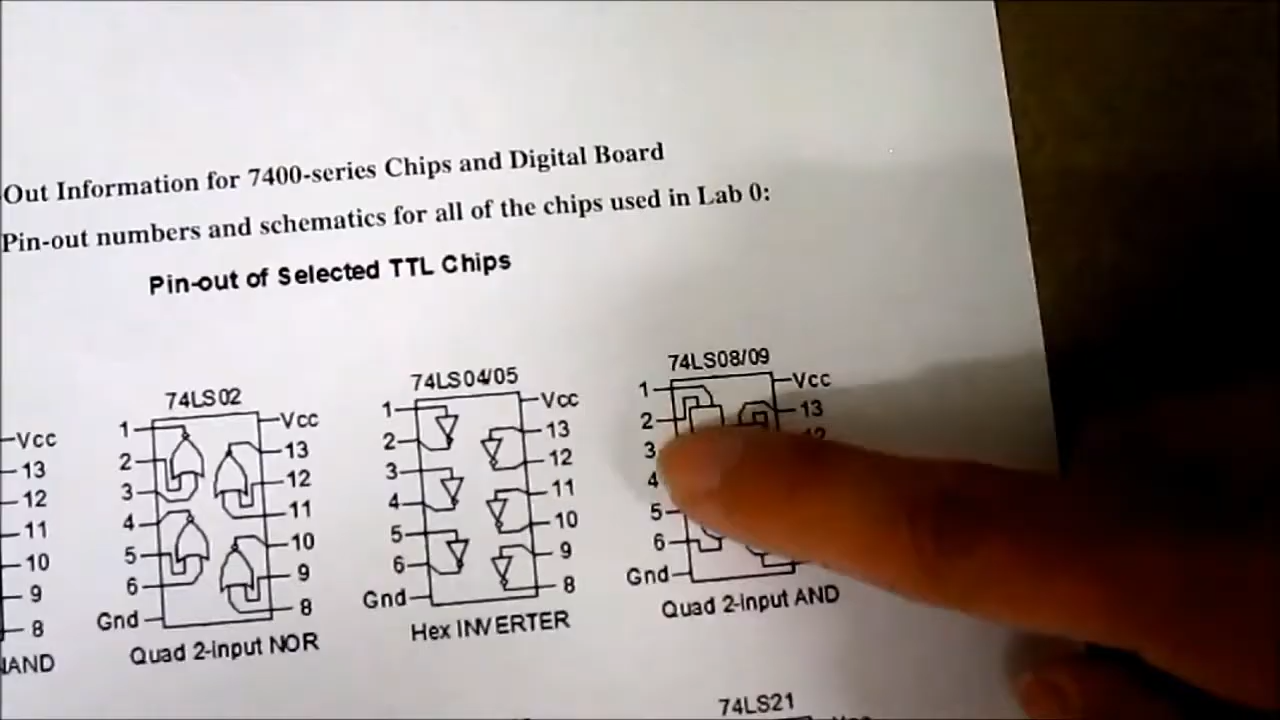 Out Information for 7400-series Chips and Digital Board
Pin-out numbers and schematics for all of the chips used in Lab 0:
Pin-out of Selected TTL Chips
Vcc
13
12
11
10
9
8
74LS02
1
2
3
4
5
6
Gnd
Vcc
13
12
11
10
9
8
Quad 2-input NOR
74LS04/05
1
2
3
4
5
6
Gnd
Vcc
13
12
11
10
9
8
Hex INVERTER
74LS08/09
1
2
3
4
5
6
Gnd
Vcc
13
Quad 2-input AND
74LS21